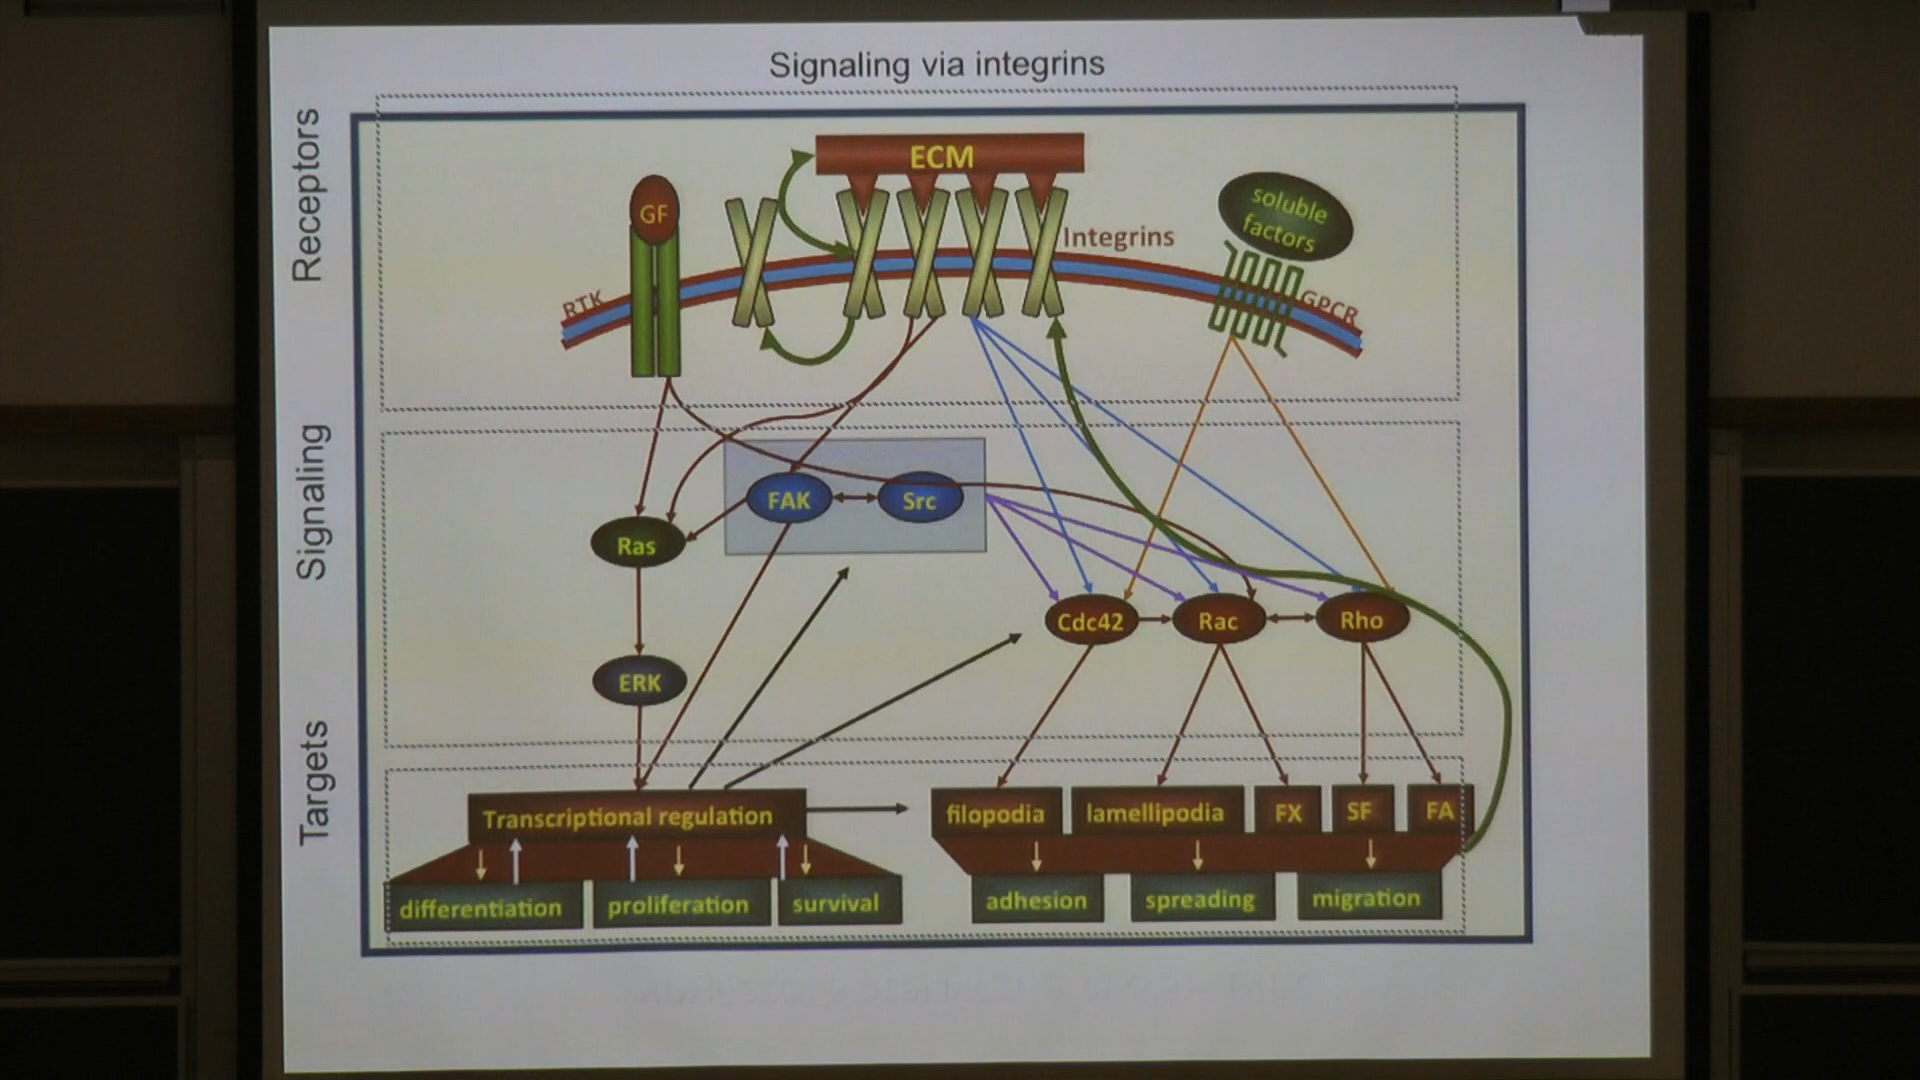 Signaling via integrins
Receptors
ECM
GF
soluble
factors
Integrins
RTK
GPCR
Signaling
FAK
Src
Ras
Cdc42
Rac
Rho
ERK
Targets
Transcriptional regulation
filopodia
lamellipodia
FX
SF
FA
differentiation
proliferation
survival
adhesion
spreading
migration